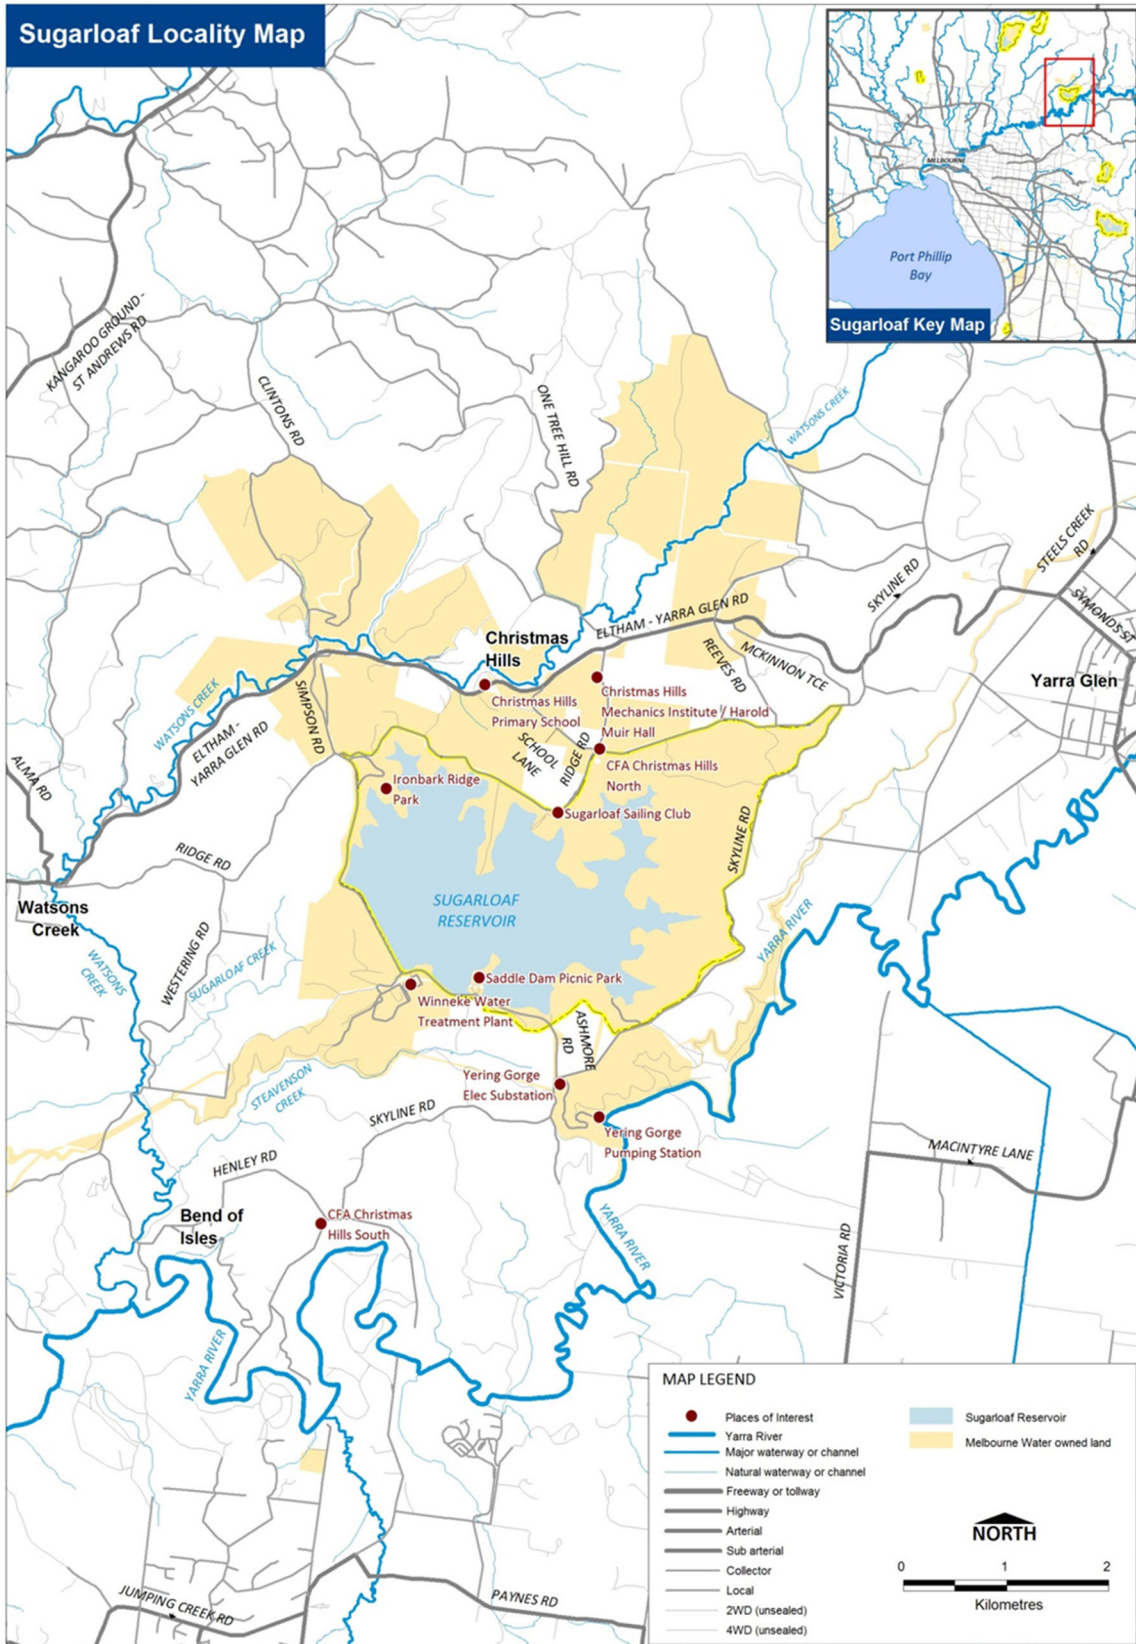 Sugarloaf Locality Map
MELBOURNE
Port Phillip
Bay
Sugarloaf Key Map
KANGAROO GROUND -
ST ANDREWS RD
CLINTONS RD
ONE TREE HILL RD
WATSONS CREEK
STEELS CREEK
RD
SKYLINE RD
SYMONDS ST
ELTHAM - YARRA GLEN RD
Christmas
Hills
REEVES RD
MCKINNON TCE
Yarra Glen
WATSONS CREEK
SIMPSON RD
ELTHAM -
YARRA GLEN RD
Christmas Hills
Primary School
Christmas Hills
Mechanics Institute / Harold
Muir Hall
SCHOOL
LANE
RIDGE RD
CFA Christmas Hills
North
ALMA RD
Ironbark Ridge
Park
Sugarloaf Sailing Club
RIDGE RD
SKYLINE RD
SUGARLOAF
RESERVOIR
Watsons
Creek
WATSONS
CREEK
WESTERING RD
SUGARLOAF CREEK
YARRA RIVER
Saddle Dam Picnic Park
Winneke Water
Treatment Plant
ASHMORE
RD
Yering Gorge
Elec Substation
STEAVENSON
CREEK
SKYLINE RD
Yering Gorge
Pumping Station
MACINTYRE LANE
HENLEY RD
Bend of
Isles
CFA Christmas
Hills South
YARRA RIVER
VICTORIA RD
YARRA RIVER
JUMPING CREEK RD
PAYNES RD
MAP LEGEND
Places of Interest
Yarra River
Major waterway or channel
Natural waterway or channel
Freeway or tollway
Highway
Arterial
Sub arterial
Collector
Local
2WD (unsealed)
4WD (unsealed)
Sugarloaf Reservoir
Melbourne Water owned land
NORTH
0 1 2
Kilometres